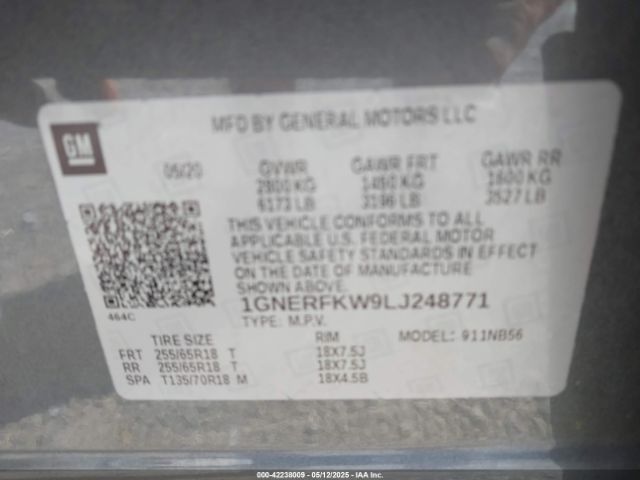 MFD BY GENERAL MOTORS LLC
GM
05/20 GVWR GAWR FRT GAWR RR
2800 KG 1450 KG 1600 KG
6173 LB 3196 LB 3527 LB
THIS VEHICLE CONFORMS TO ALL
APPLICABLE U.S. FEDERAL MOTOR
VEHICLE SAFETY STANDARDS IN EFFECT
ON THE DATE OF MANUFACTURE
SHOWN ABOVE.
464C 1GNERFKW9LJ248771
TYPE: M.P.V.
TIRE SIZE RIM MODEL: 911NB56
FRT 255/65R18 T 18X7.5J
RR 255/65R18 T 18X7.5J
SPA T135/70R18 M 18X4.5B
000-42238009 - 05/12/2025 - IAA Inc.